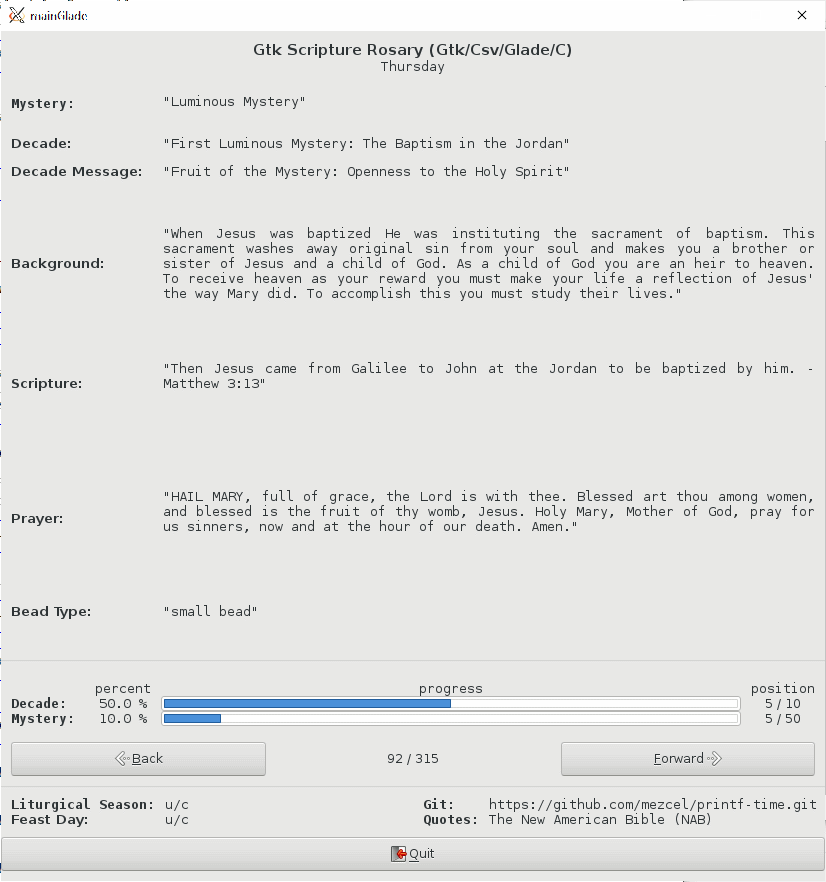 mainGlade
Gtk Scripture Rosary (Gtk/Csv/Glade/C)
Thursday
Mystery: "Luminous Mystery"
Decade: "First Luminous Mystery: The Baptism in the Jordan"
Decade Message: "Fruit of the Mystery: Openness to the Holy Spirit"
"When Jesus was baptized He was instituting the sacrament of baptism. This
sacrament washes away original sin from your soul and makes you a brother or
Background: sister of Jesus and a child of God. As a child of God you are an heir to heaven.
To receive heaven as your reward you must make your life a reflection of Jesus'
the way Mary did. To accomplish this you must study their lives."
"Then Jesus came from Galilee to John at the Jordan to be baptized by him. -
Scripture: Matthew 3:13"
"HAIL MARY, full of grace, the Lord is with thee. Blessed art thou among women,
Prayer: and blessed is the fruit of thy womb, Jesus. Holy Mary, Mother of God, pray for
us sinners, now and at the hour of our death. Amen."
Bead Type: "small bead"
percent progress position
Decade: 50.0 % 5 / 10
Mystery: 10.0 % 5 / 50
Back 92 / 315 Forward
Liturgical Season: u/c Git: https://github.com/mezcel/printf-time.git
Feast Day: u/c Quotes: The New American Bible (NAB)
Quit